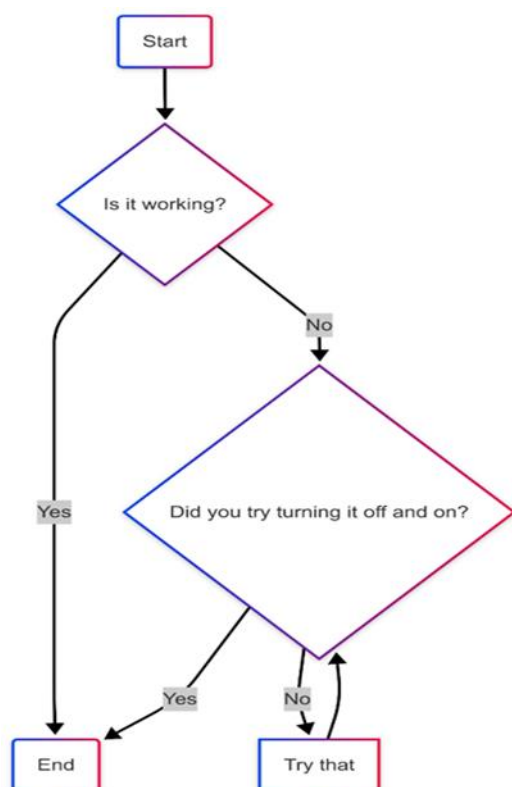 Start
Is it working?
No
Did you try turning it off and on?
Yes
Yes
No
End
Try that